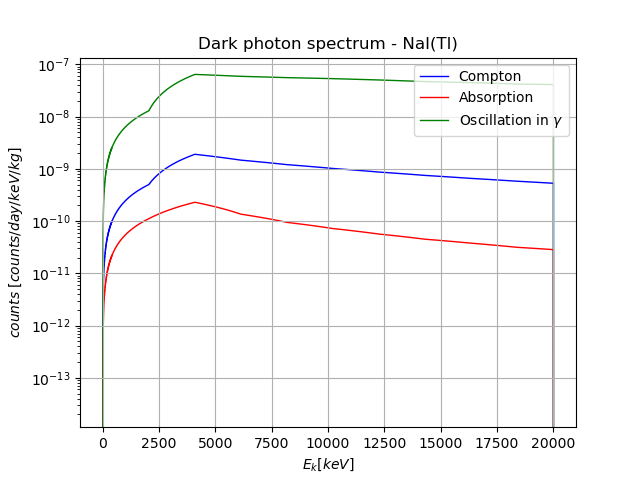 Dark photon spectrum - NaI(Tl)
Compton
Absorption
Oscillation in γ
counts [counts/day/keV/kg]
10⁻⁷
10⁻⁸
10⁻⁹
10⁻¹⁰
10⁻¹¹
10⁻¹²
10⁻¹³
0 2500 5000 7500 10000 12500 15000 17500 20000
E_k[keV]